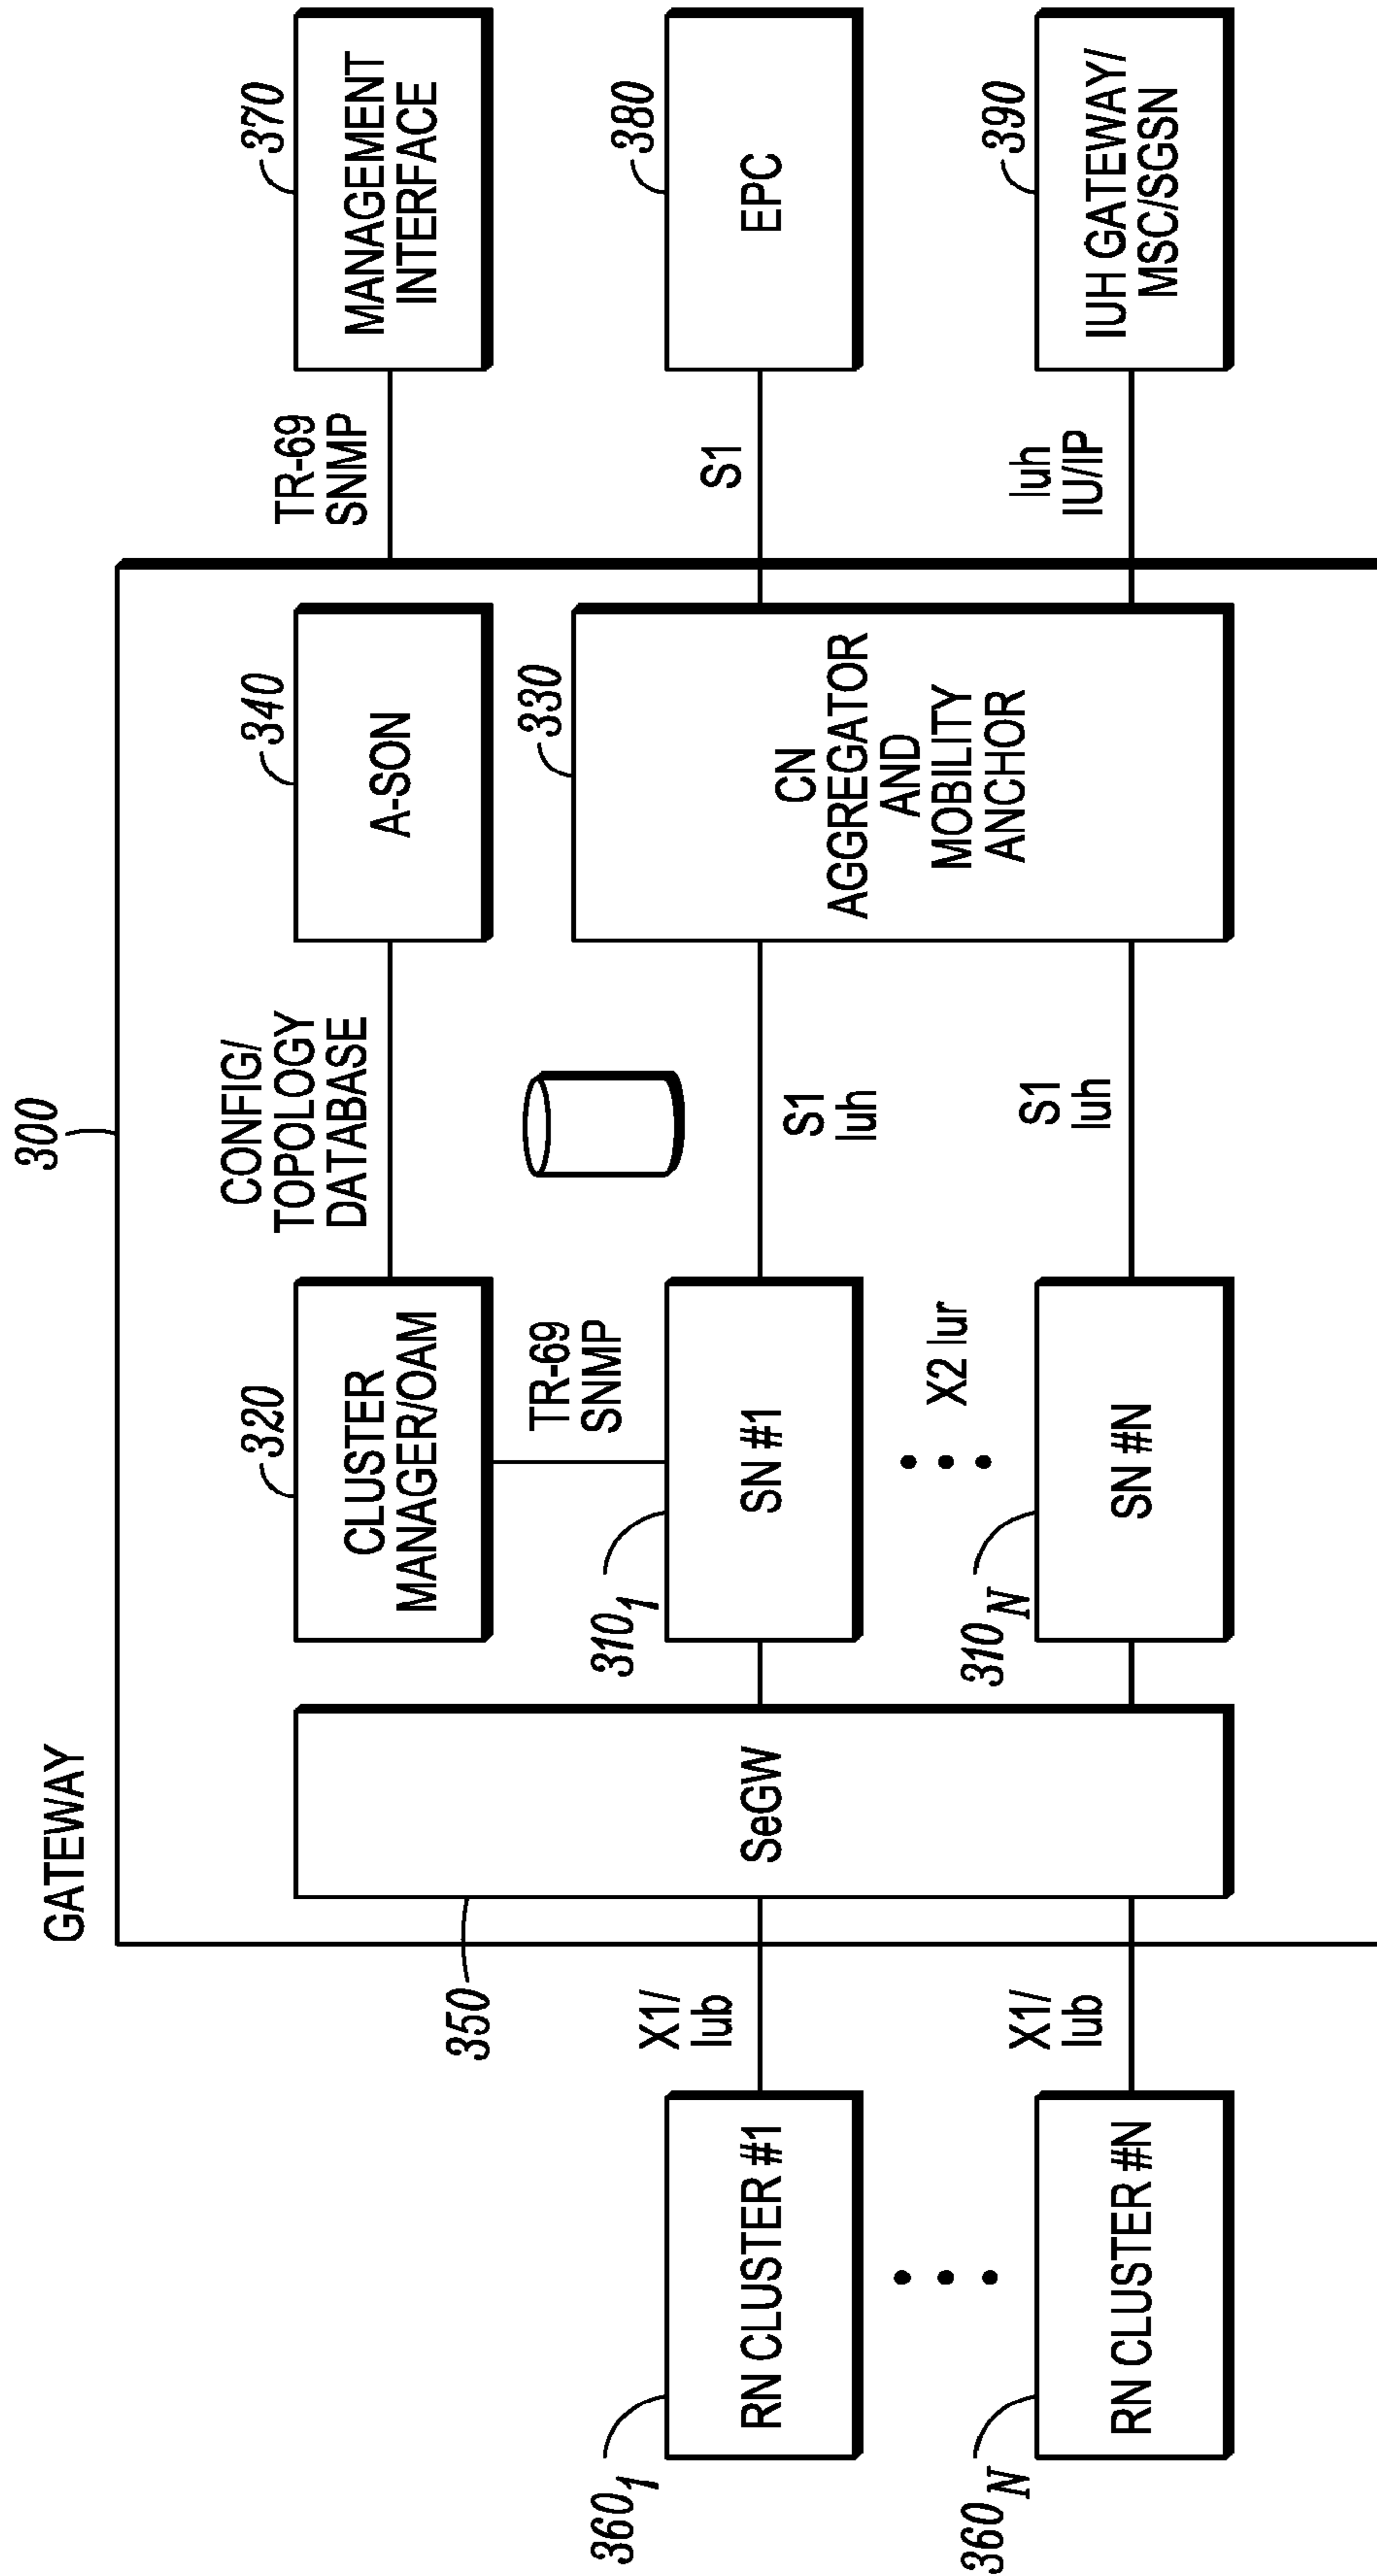 GATEWAY
300
320
CLUSTER
MANAGER/OAM
CONFIG/
TOPOLOGY
DATABASE
340
A-SON
TR-69
SNMP
370
MANAGEMENT
INTERFACE
350
SeGW
TR-69
SNMP
330
CN
AGGREGATOR
AND
MOBILITY
ANCHOR
360₁
RN CLUSTER #1
X1/
Iub
310₁
SN #1
S1
Iuh
S1
380
EPC
X2 Iur
360N
RN CLUSTER #N
X1/
Iub
310N
SN #N
S1
Iuh
Iuh
IU/IP
390
IUH GATEWAY/
MSC/SGSN